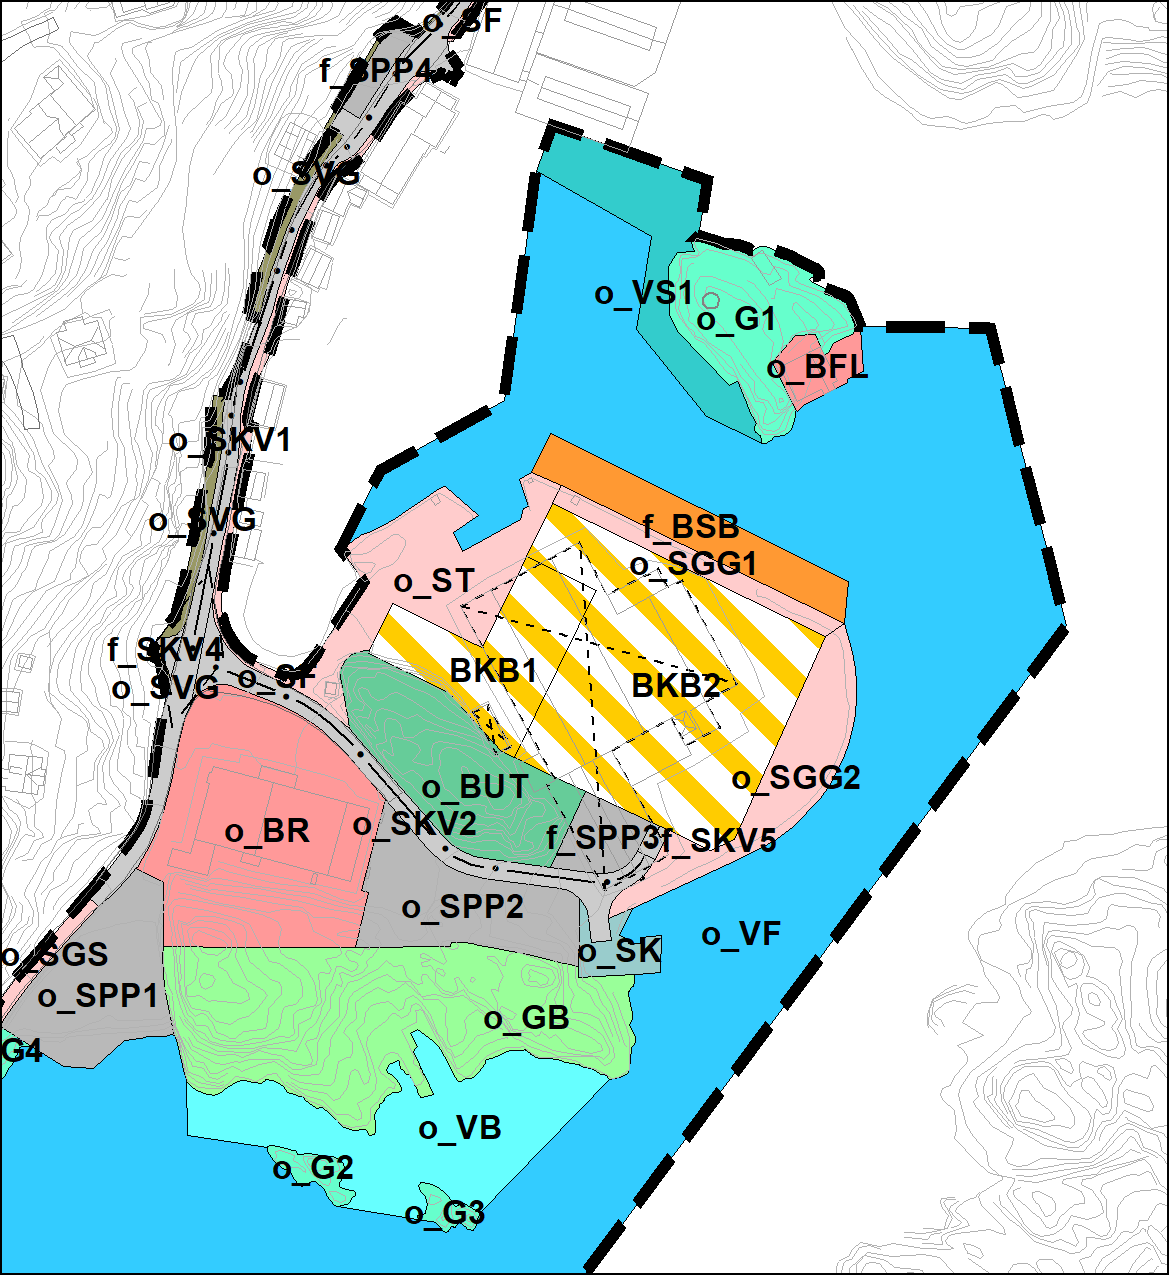 o_SF
f_SPP4
o_SVG
o_VS1
o_G1
o_BFL
o_SKV1
o_SVG
f_BSB
o_SGG1
o_ST
f_SKV4
o_SF
o_SVG
BKB1
BKB2
o_SGG2
o_BUT
o_SKV2
o_BR
f_SPP3
f_SKV5
o_SPP2
o_VF
o_SGS
o_SK
o_SPP1
o_GB
G4
o_VB
o_G2
o_G3